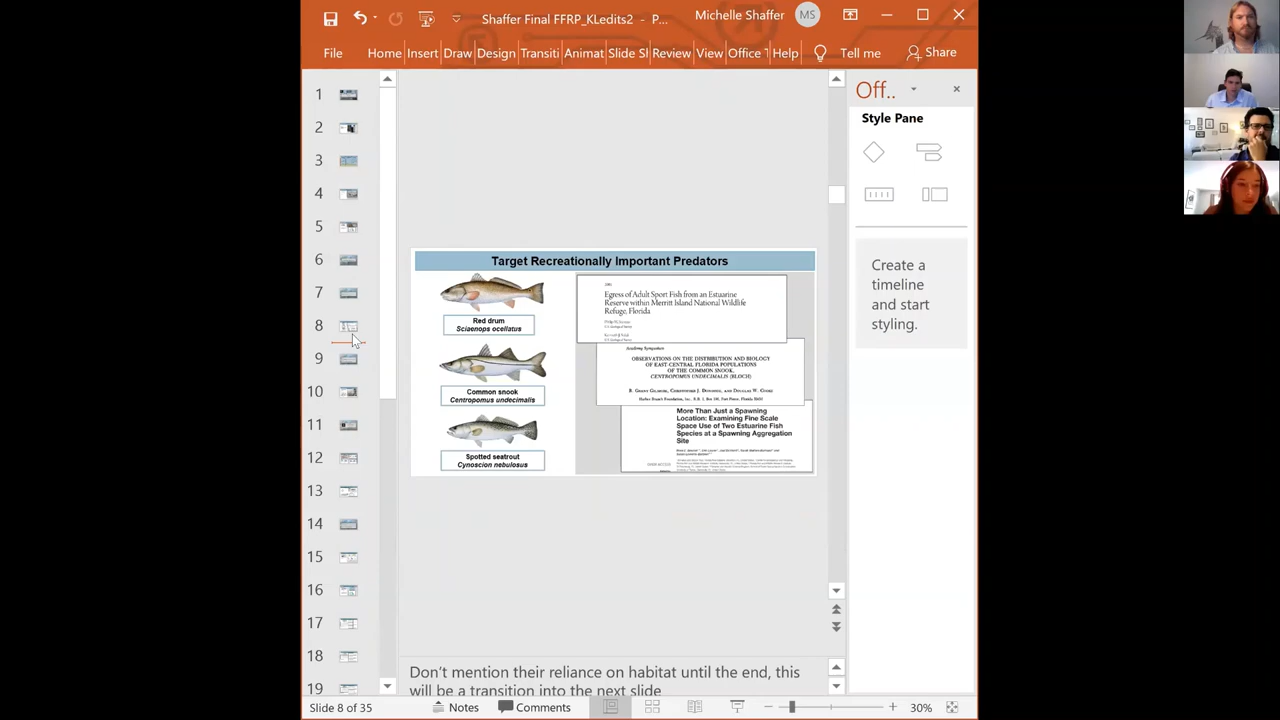 Shaffer Final FFRP_KLedits2 - P...
Michelle Shaffer
MS
File Home Insert Draw Design Transiti Animat Slide Sl Review View Office T Help Tell me Share
1
2
3
4
5
6
7
8
9
10
11
12
13
14
15
16
17
18
19
Target Recreationally Important Predators
Red drum
Sciaenops ocellatus
Common snook
Centropomus undecimalis
Spotted seatrout
Cynoscion nebulosus
Egress of Adult Sport Fish from an Estuarine
Reserve within Merritt Island National Wildlife
Refuge, Florida
OBSERVATIONS ON THE DISTRIBUTION AND BIOLOGY
OF EAST-CENTRAL FLORIDA POPULATIONS
OF THE COMMON SNOOK,
CENTROPOMUS UNDECIMALIS (BLOCH)
More Than Just a Spawning
Location: Examining Fine Scale
Space Use of Two Estuarine Fish
Species at a Spawning Aggregation
Site
Off..
Style Pane
Create a
timeline
and start
styling.
Don't mention their reliance on habitat until the end, this
will be a transition into the next slide
Slide 8 of 35
Notes
Comments
30%